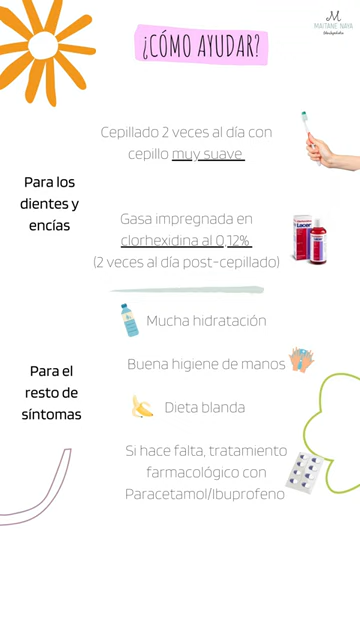 MAITANE NAYA
¿CÓMO AYUDAR?
Cepillado 2 veces al día con
cepillo muy suave
Para los
dientes y
encías
Gasa impregnada en
clorhexidina al 0,12%
(2 veces al día post-cepillado)
Lacer
Mucha hidratación
Buena higiene de manos
Dieta blanda
Para el
resto de
síntomas
Si hace falta, tratamiento
farmacológico con
Paracetamol/Ibuprofeno